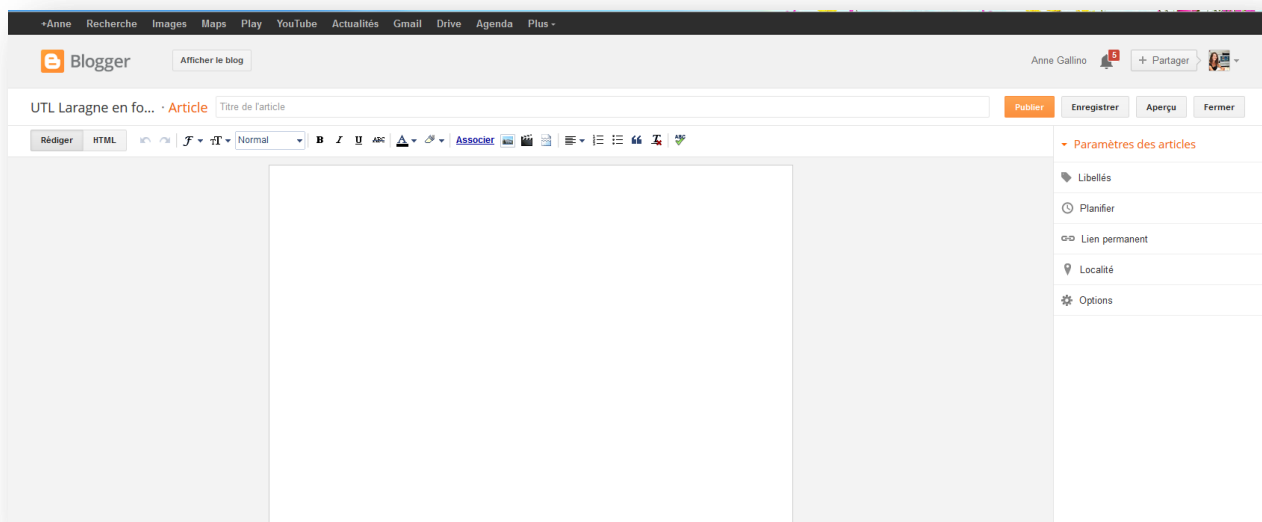 +Anne Recherche Images Maps Play YouTube Actualités Gmail Drive Agenda Plus
Blogger Afficher le blog Anne Gallino 5 + Partager
UTL Laragne en fo... · Article Titre de l'article Publier Enregistrer Aperçu Fermer
Rédiger HTML F T Normal B I U ABC A Associer ABC
Paramètres des articles
Libellés
Planifier
Lien permanent
Localité
Options